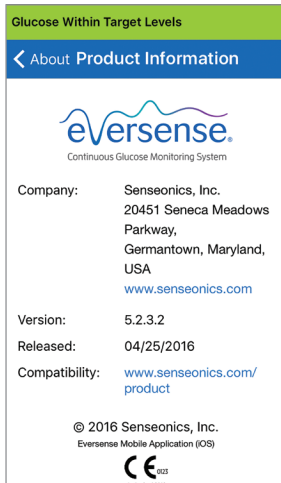 Glucose Within Target Levels
About Product Information
eversense®
Continuous Glucose Monitoring System
Company: Senseonics, Inc.
20451 Seneca Meadows
Parkway,
Germantown, Maryland,
USA
www.senseonics.com
Version: 5.2.3.2
Released: 04/25/2016
Compatibility: www.senseonics.com/
product
© 2016 Senseonics, Inc.
Eversense Mobile Application (iOS)
CE 0123